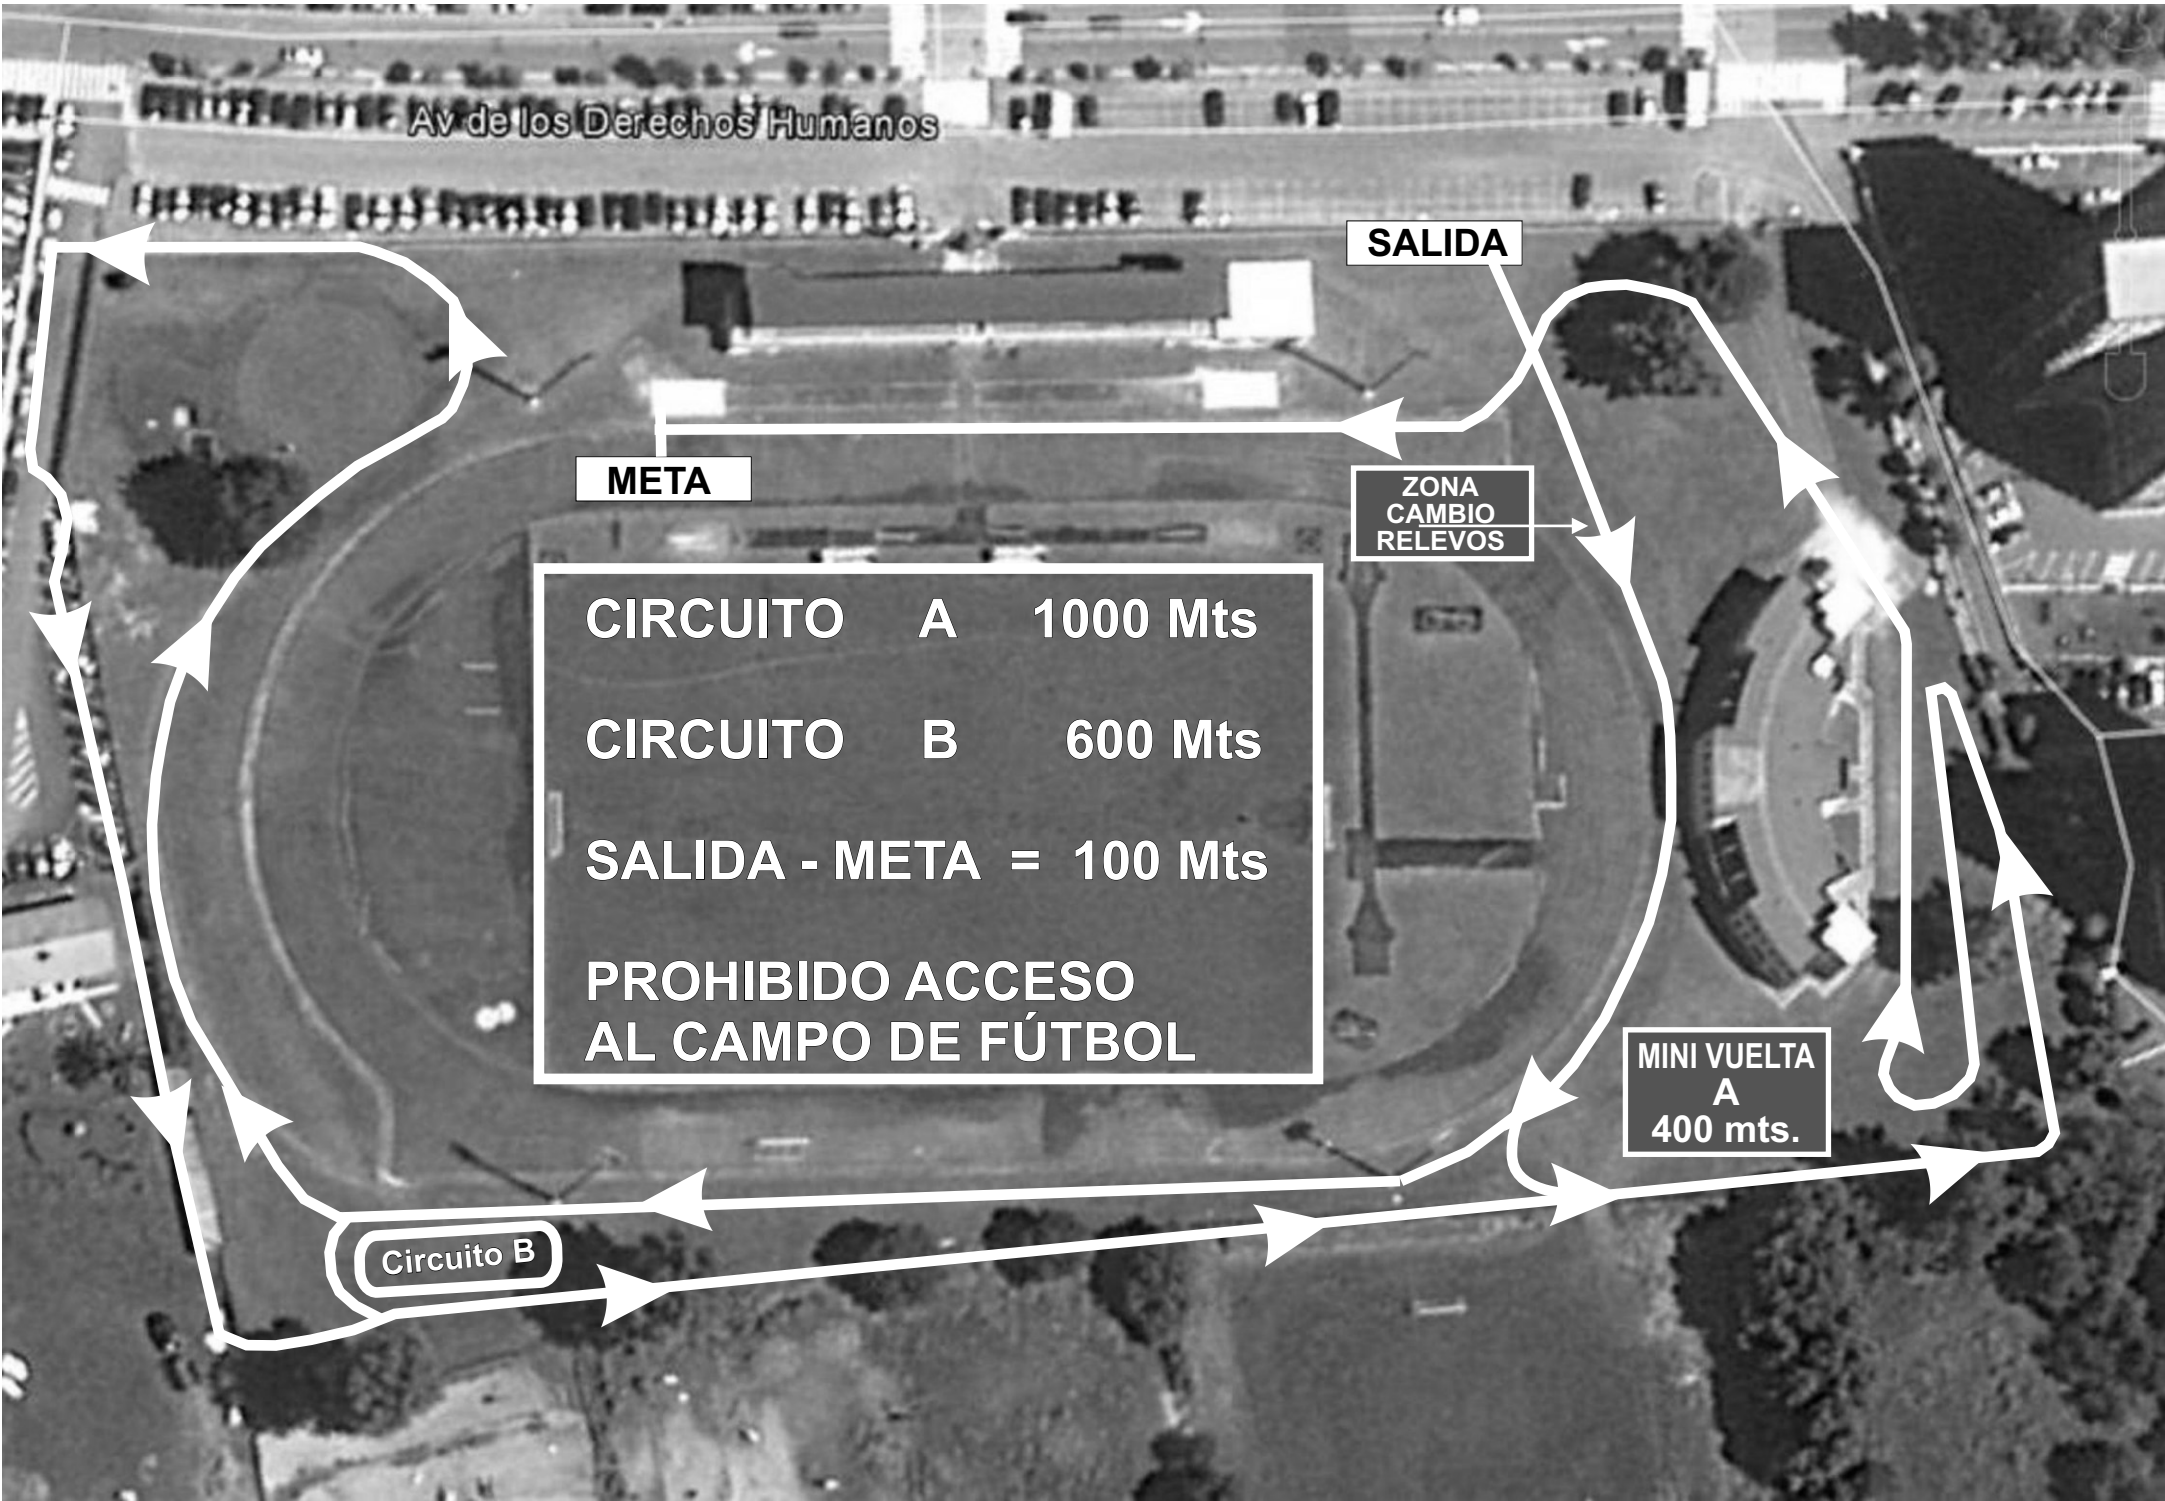 Av de los Derechos Humanos
SALIDA
META
ZONA
CAMBIO
RELEVOS
CIRCUITO A 1000 Mts
CIRCUITO B 600 Mts
SALIDA - META = 100 Mts
PROHIBIDO ACCESO
AL CAMPO DE FÚTBOL
MINI VUELTA
A
400 mts.
Circuito B